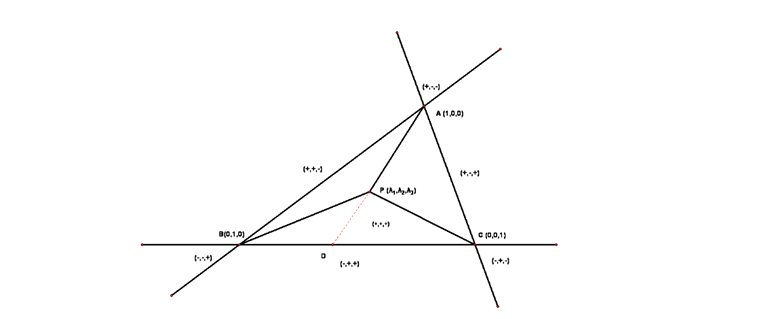 (+,-,-)
A (1,0,0)
(+,+,-)
(+,-,+)
P (λ₁,λ₂,λ₃)
(+,+,+)
B(0,1,0)
C (0,0,1)
(-,-,+)
D
(-,+,+)
(-,+,-)